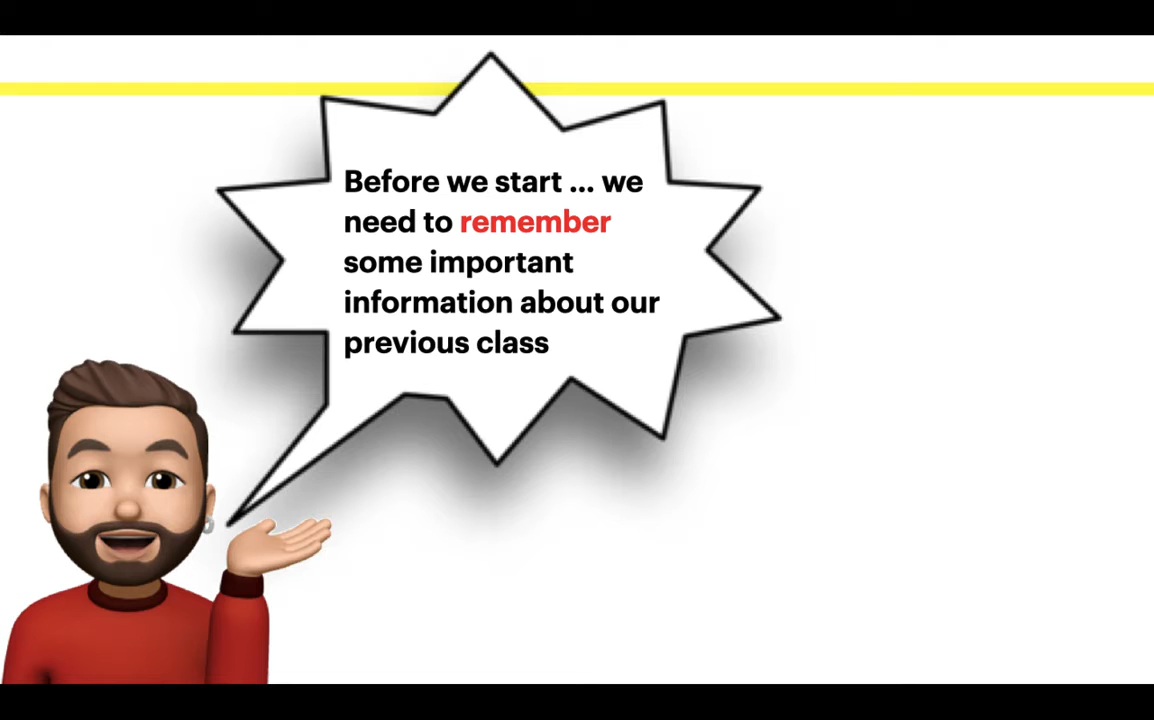 Before we start ... we
need to remember
some important
information about our
previous class